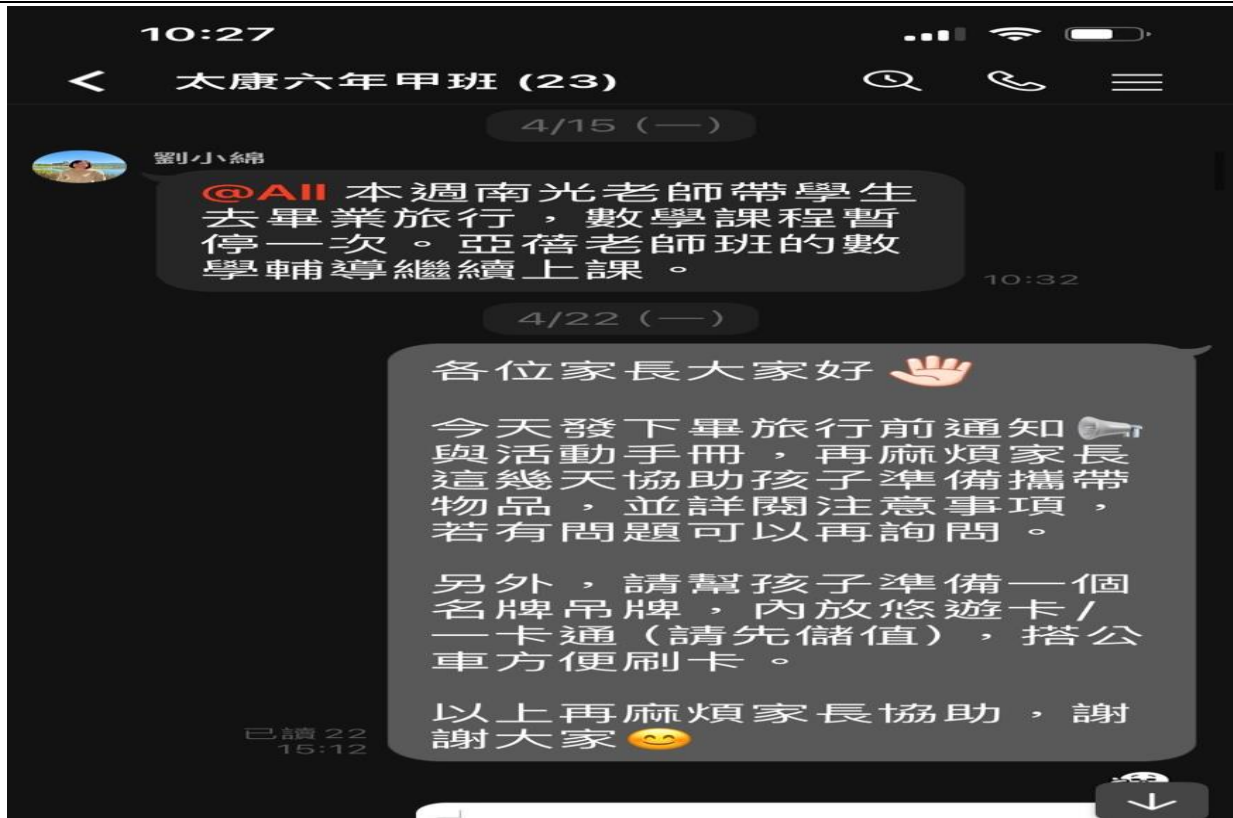 10:27
太康六年甲班 (23)
4/15 (一)
劉小綿
@All 本週南光老師帶學生
去畢業旅行，數學課程暫
停一次。亞蓓老師班的數
學輔導繼續上課。
10:32
4/22 (一)
各位家長大家好👋🏻
今天發下畢旅行前通知📢
與活動手冊，再麻煩家長
這幾天協助孩子準備攜帶
物品，並詳閱注意事項，
若有問題可以再詢問。
另外，請幫孩子準備一個
名牌吊牌，內放悠遊卡/
一卡通（請先儲值），搭公
車方便刷卡。
以上再麻煩家長協助，謝
謝大家😊
已讀 22
15:12